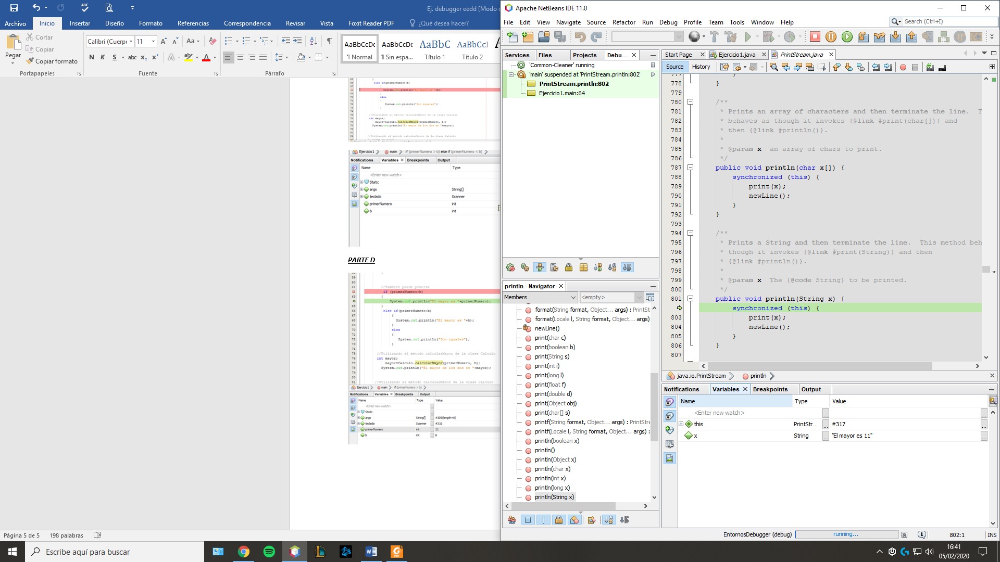 Ej. debugger eedd [Modo d
Archivo
Inicio
Insertar
Diseño
Formato
Referencias
Correspondencia
Revisar
Vista
Foxit Reader PDF
¿Qué desea hacer?
Pegar
Cortar
Copiar
Copiar formato
Portapapeles
Calibri (Cuerpo
11
Fuente
Párrafo
AaBbCcDc
AaBbCcDc
AaBbC
AaBbCcI
¶ Normal
¶ Sin espa...
Título 1
Título 2
else if(primerNumero<b)
{
System.out.println("El mayor es "+b);
}
else
{
System.out.println("Son iguales");
}
//Utilizando el método calcularMayor de la clase Calculo
int mayor;
mayor=Calculo.calcularMayor(primerNumero, b);
System.out.println("El mayor de los dos es "+mayor);
//Utilizando el método calcularMenor de la clase Calculo
Ejercicio1
main
if (primerNumero > b) else if (primerNumero < b)
Notifications
Variables
Breakpoints
Output
Name
Type
<Enter new watch>
Static
args
String[]
teclado
Scanner
primerNumero
int
b
int
PARTE D
//También puede ponerse
if (primerNumero>b)
{
System.out.println("El mayor es "+primerNumero);
}
else if(primerNumero<b)
{
System.out.println("El mayor es "+b);
}
else
{
System.out.println("Son iguales");
}
//Utilizando el método calcularMayor de la clase Calculo
int mayor;
mayor=Calculo.calcularMayor(primerNumero, b);
System.out.println("El mayor de los dos es "+mayor);
//Utilizando el método calcularMenor de la clase Calculo
Ejercicio1
main
if (primerNumero > b)
Notifications
Variables
Breakpoints
Output
Name
Type
Value
<Enter new watch>
Static
args
String[]
#309(length=0)
teclado
Scanner
#310
primerNumero
int
11
b
int
8
Página 5 de 5
198 palabras
Apache NetBeans IDE 11.0
File Edit View Navigate Source Refactor Run Debug Profile Team Tools Window Help
Search (Ctrl+I)
Services
Files
Projects
Debu...
'Common-Cleaner' running
'main' suspended at 'PrintStream.println:802'
PrintStream.println:802
Ejercicio1.main:64
println - Navigator
Members
<empty>
format(String format, Object... args) : PrintSt
format(Locale l, String format, Object... args)
newLine()
print(char c)
print(boolean b)
print(String s)
print(int i)
print(long l)
print(float f)
print(double d)
print(Object obj)
print(char[] s)
printf(String format, Object... args) : PrintStre
printf(Locale l, String format, Object... args) :
println(boolean x)
println()
println(Object x)
println(char x)
println(int x)
println(long x)
println(String x)
Start Page
Ejercicio1.java
PrintStream.java
Source
History
777 }
778 }
779
780 /**
781 * Prints an array of characters and then terminate the line. T
782 * behaves as though it invokes {@link #print(char[])} and
783 * then {@link #println()}.
784 *
785 * @param x an array of chars to print.
786 */
787 public void println(char x[]) {
788 synchronized (this) {
789 print(x);
790 newLine();
791 }
792 }
793
794 /**
795 * Prints a String and then terminate the line. This method beh
796 * though it invokes {@link #print(String)} and then
797 * {@link #println()}.
798 *
799 * @param x The {@code String} to be printed.
800 */
801 public void println(String x) {
synchronized (this) {
803 print(x);
804 newLine();
805 }
806 }
807
java.io.PrintStream
println
Notifications
Variables
Breakpoints
Output
Name
Type
Value
<Enter new watch>
this
PrintStr...
#317
x
String
"El mayor es 11"
EntornosDebugger (debug)
running...
1
802:1
INS
Escribe aquí para buscar
16:41
05/02/2020